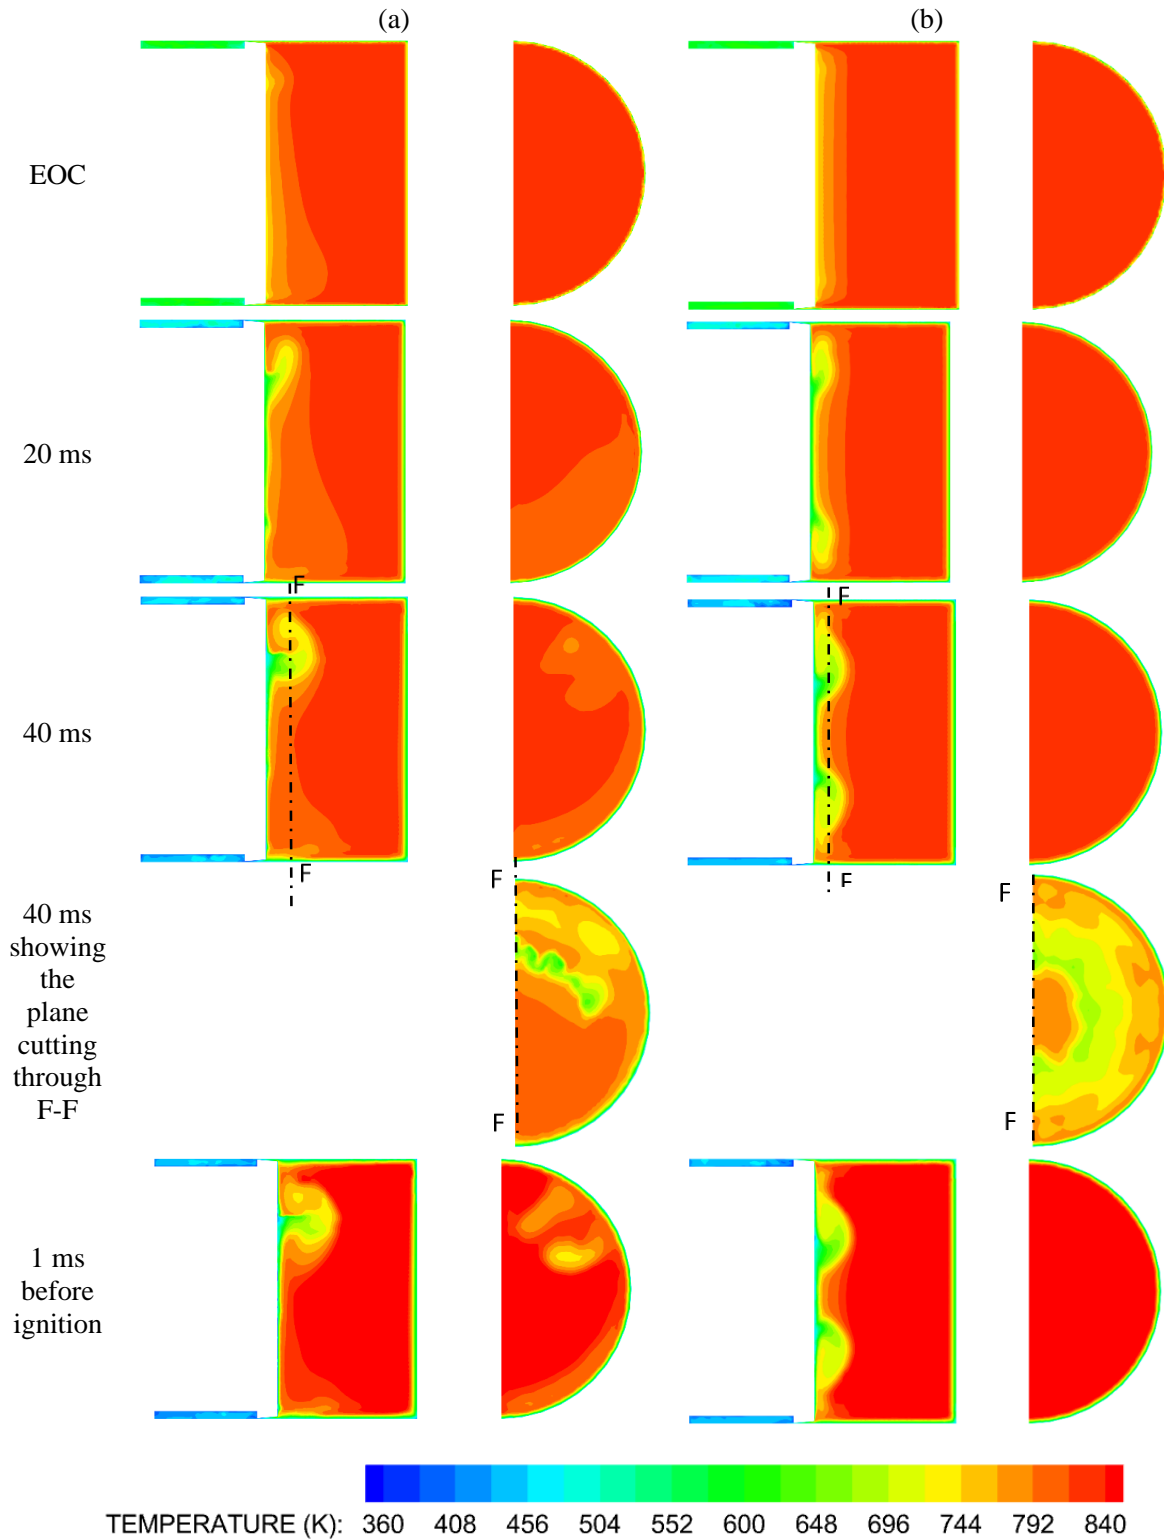 (a) (b)
EOC
20 ms
F F
40 ms
F F
F F
40 ms
showing
the
plane
cutting
through
F-F
F F
1 ms
before
ignition
TEMPERATURE (K): 360 408 456 504 552 600 648 696 744 792 840